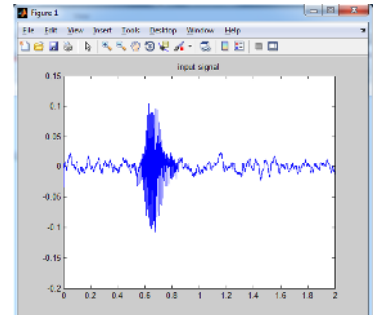 Figure 1
File Edit View Insert Tools Desktop Window Help
input signal
0.15
0.1
0.05
0
-0.05
-0.1
-0.15
-0.2
0 0.2 0.4 0.6 0.8 1 1.2 1.4 1.6 1.8 2